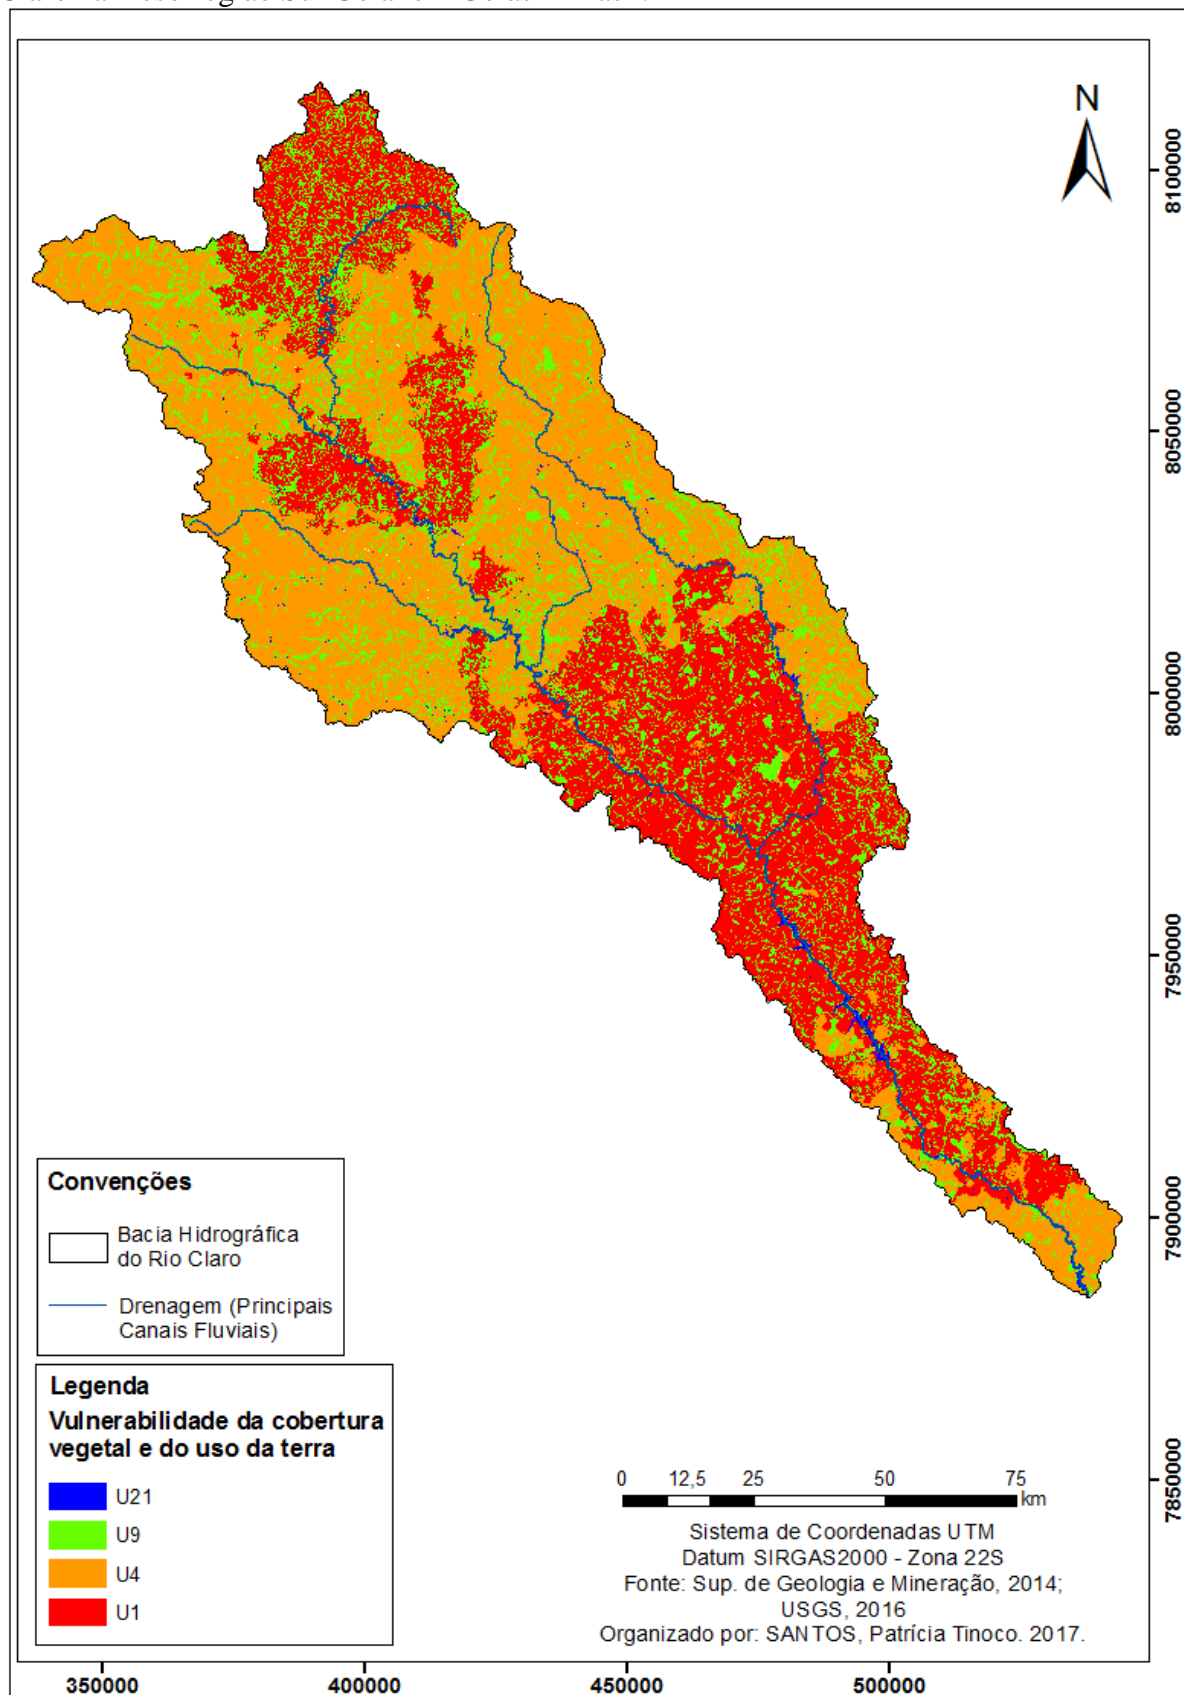 N
8100000
8050000
8000000
7950000
7900000
7850000
Convenções
Bacia Hidrográfica
do Rio Claro
Drenagem (Principais
Canais Fluviais)
Legenda
Vulnerabilidade da cobertura
vegetal e do uso da terra
U21
U9
U4
U1
0 12,5 25 50 75
km
Sistema de Coordenadas UTM
Datum SIRGAS2000 - Zona 22S
Fonte: Sup. de Geologia e Mineração, 2014;
USGS, 2016
Organizado por: SANTOS, Patrícia Tinoco. 2017.
350000 400000 450000 500000